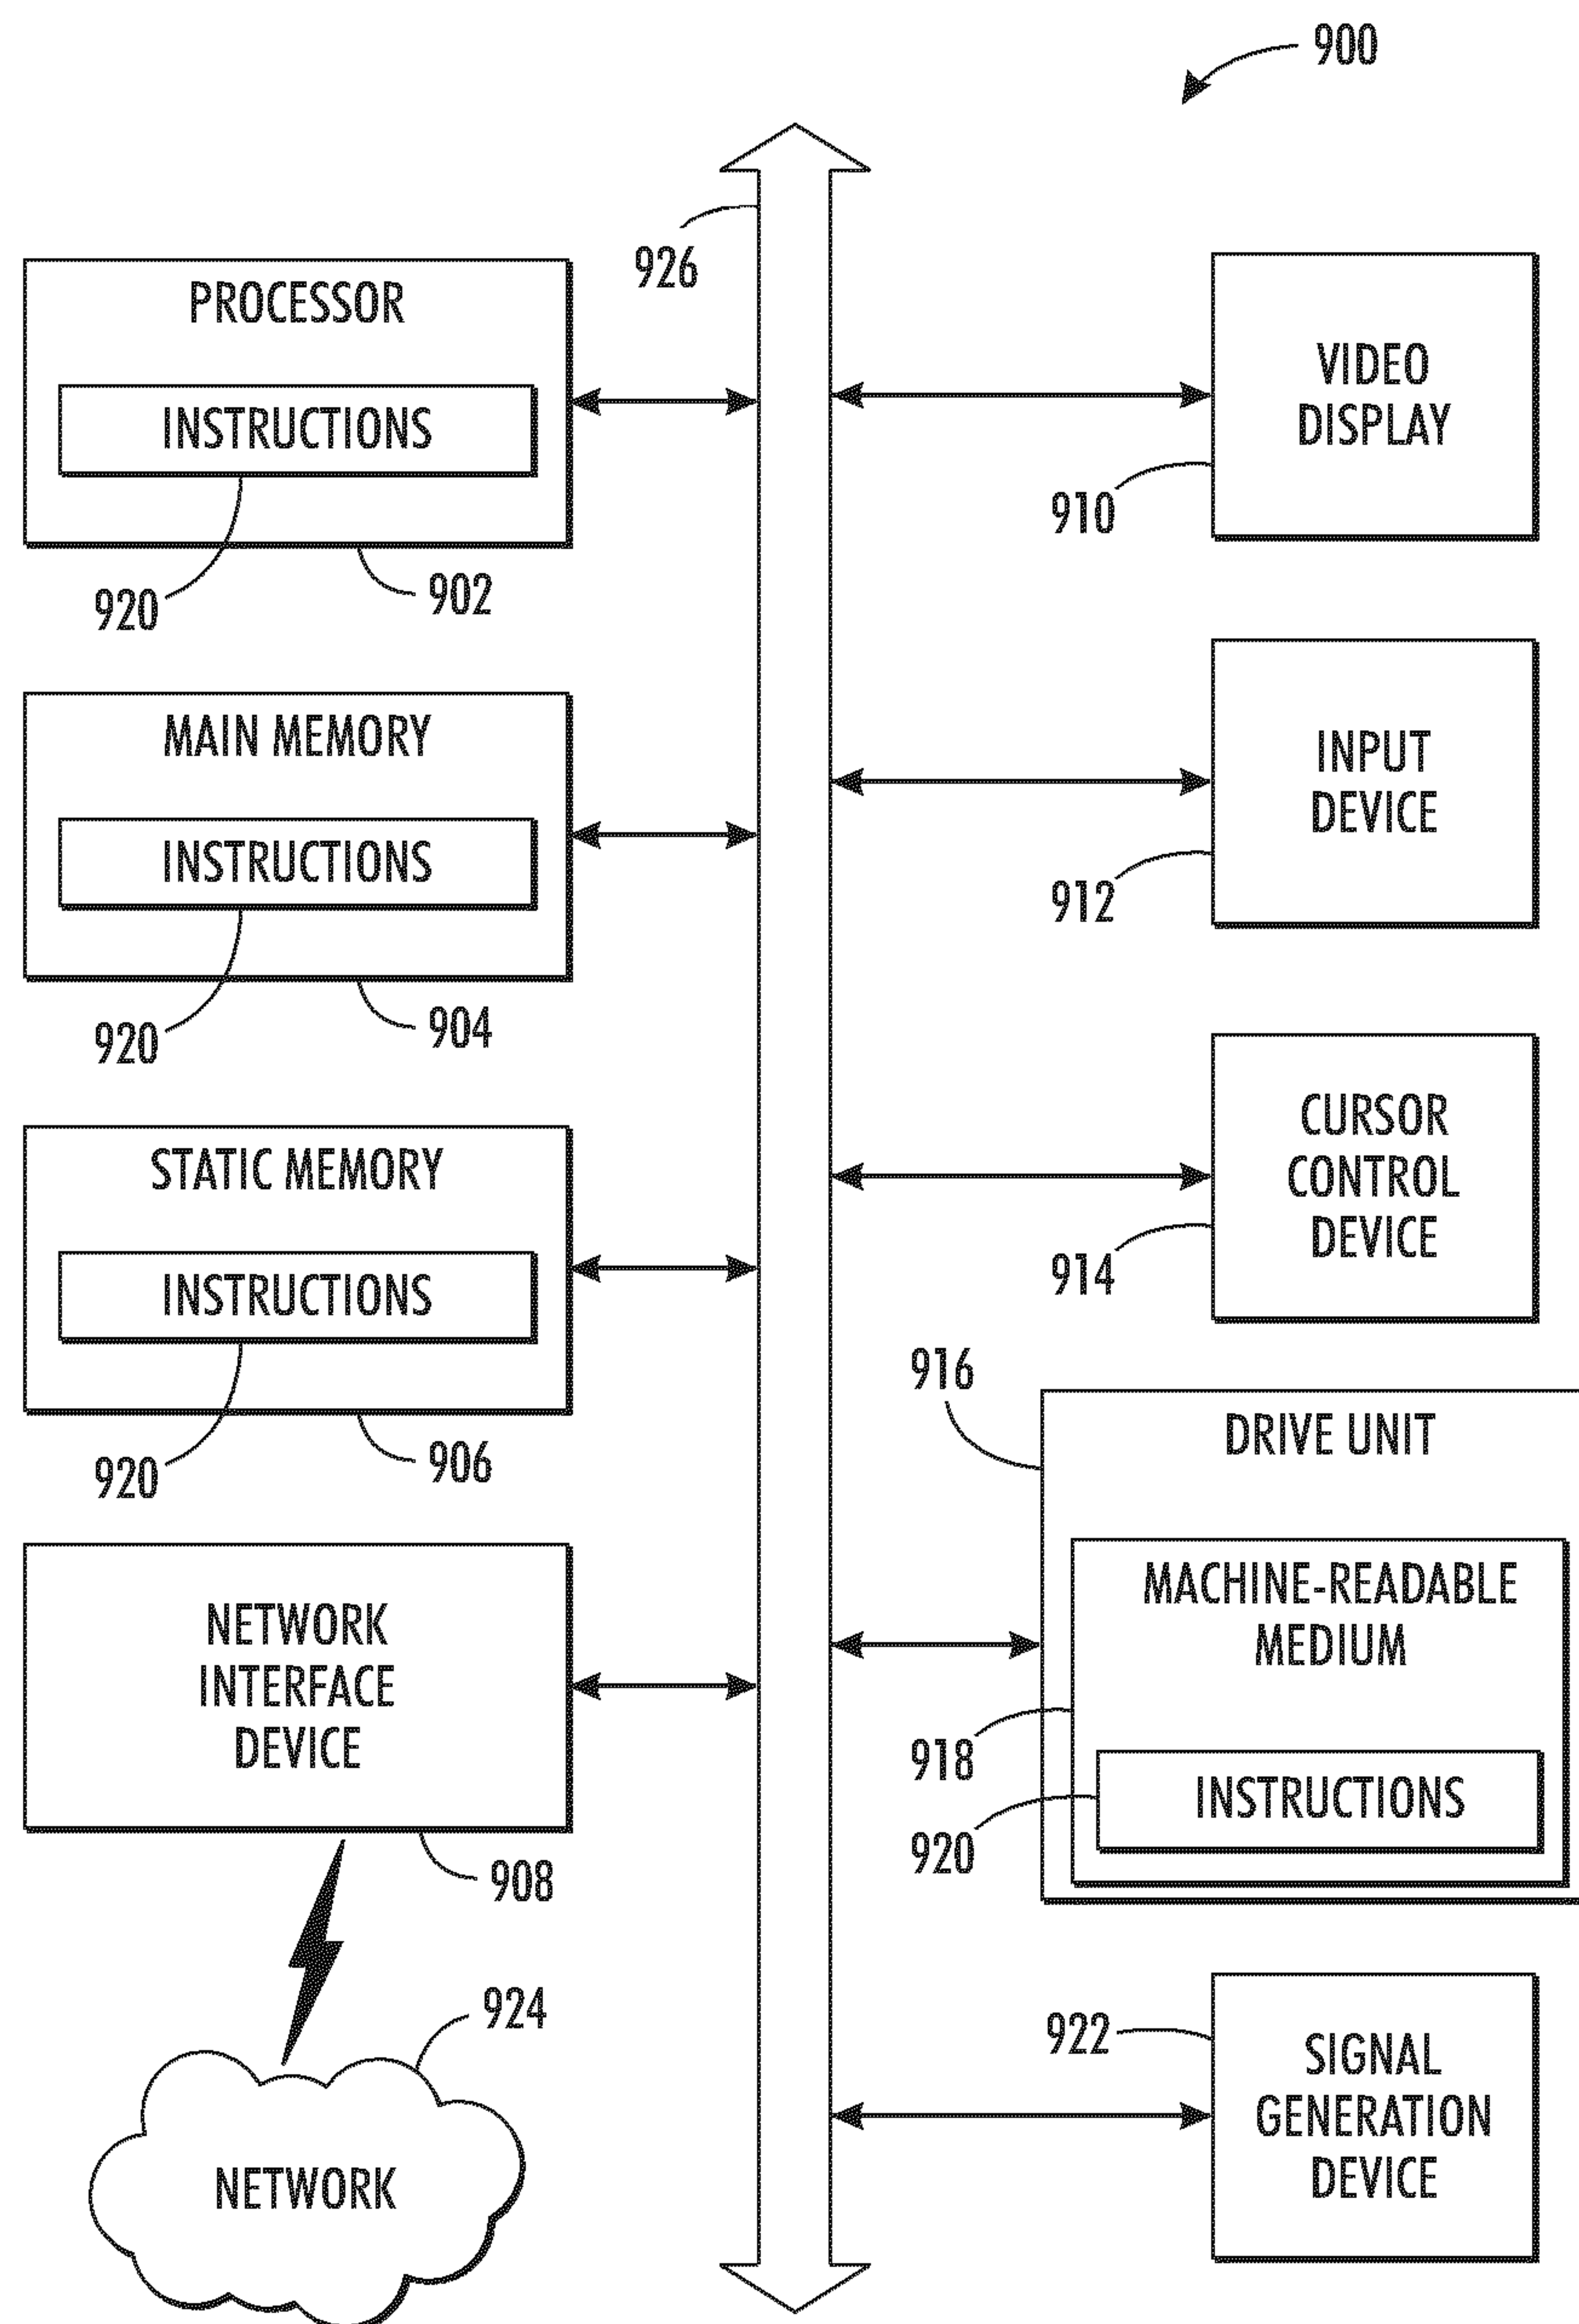 900
926
PROCESSOR
INSTRUCTIONS
920
902
MAIN MEMORY
INSTRUCTIONS
920
904
STATIC MEMORY
INSTRUCTIONS
920
906
NETWORK
INTERFACE
DEVICE
908
924
NETWORK
VIDEO
DISPLAY
910
INPUT
DEVICE
912
CURSOR
CONTROL
DEVICE
914
916
DRIVE UNIT
MACHINE-READABLE
MEDIUM
918
INSTRUCTIONS
920
922
SIGNAL
GENERATION
DEVICE